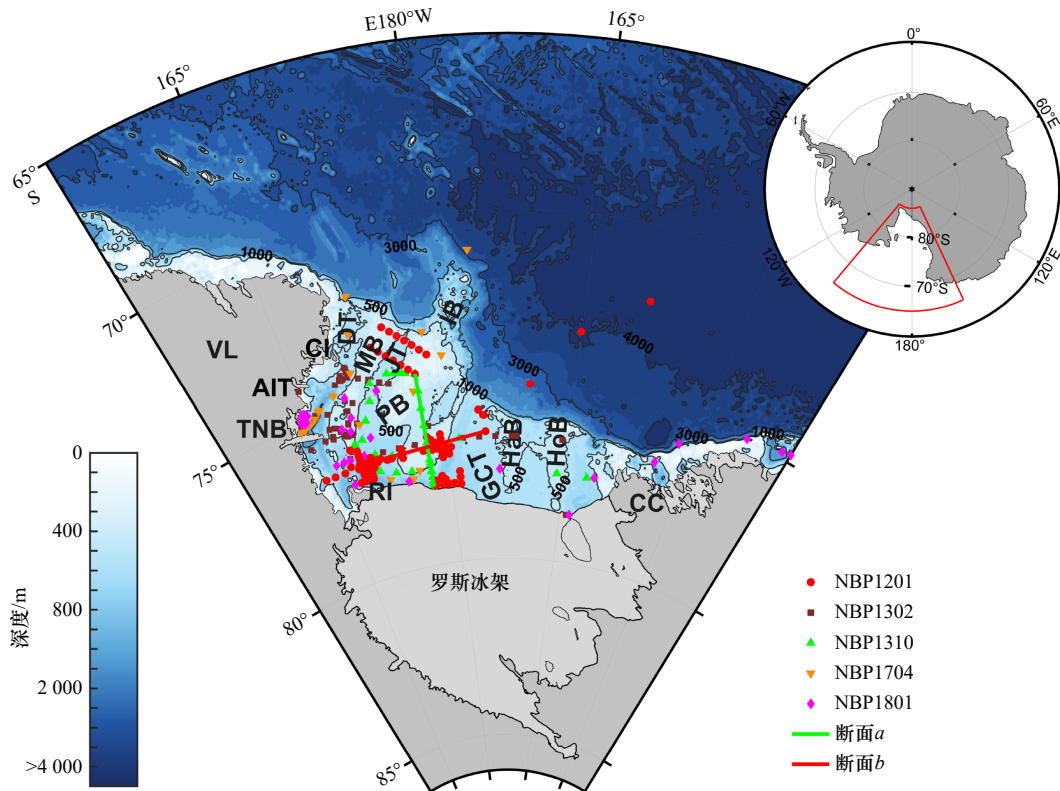 E180°W
165°
165°
65°
S
70°
75°
80°
85°
0°
60°W
60°E
120°W
120°E
80°S
70°S
180°
3000
1000
500
4000
3000
1000
3000
1000
500
500
500
VL
CI
DT
MB
JT
IB
AIT
TNB
PB
RI
GCT
HaB
HoB
CC
罗斯冰架
深度/m
0
400
800
2 000
>4 000
NBP1201
NBP1302
NBP1310
NBP1704
NBP1801
断面a
断面b